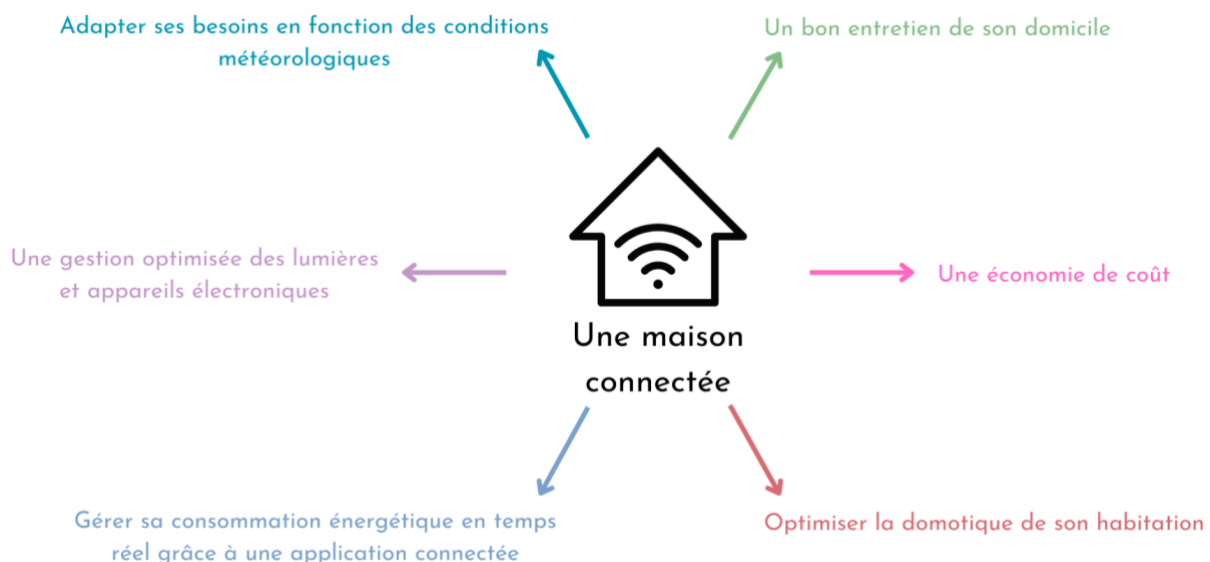 Adapter ses besoins en fonction des conditions
météorologiques
Un bon entretien de son domicile
Une gestion optimisée des lumières
et appareils électroniques
Une économie de coût
Une maison
connectée
Gérer sa consommation énergétique en temps
réel grâce à une application connectée
Optimiser la domotique de son habitation